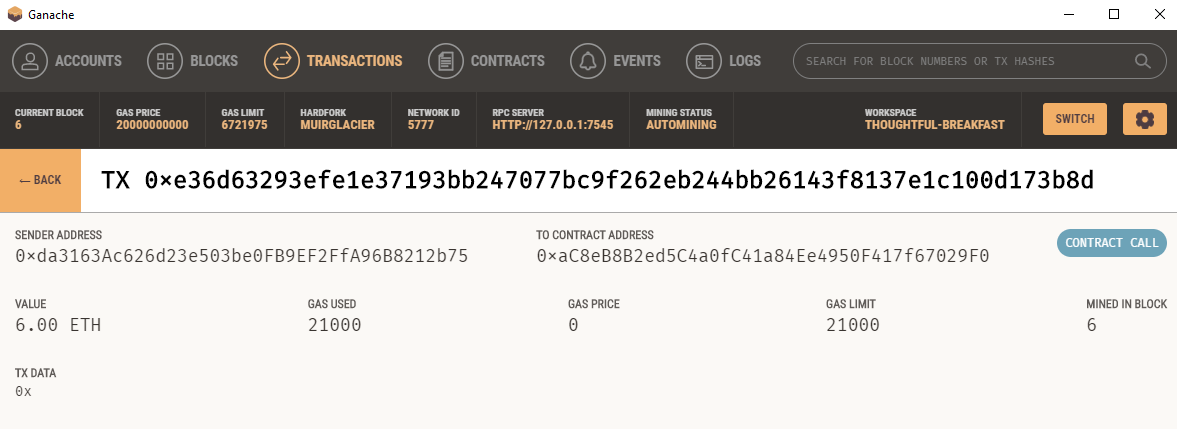 Ganache
ACCOUNTS BLOCKS TRANSACTIONS CONTRACTS EVENTS LOGS SEARCH FOR BLOCK NUMBERS OR TX HASHES
CURRENT BLOCK GAS PRICE GAS LIMIT HARDFORK NETWORK ID RPC SERVER MINING STATUS WORKSPACE
6 20000000000 6721975 MUIRGLACIER 5777 HTTP://127.0.0.1:7545 AUTOMINING THOUGHTFUL-BREAKFAST SWITCH
← BACK TX 0×e36d63293efe1e37193bb247077bc9f262eb244bb26143f8137e1c100d173b8d
SENDER ADDRESS TO CONTRACT ADDRESS
0×da3163Ac626d23e503be0FB9EF2FfA96B8212b75 0×aC8eB8B2ed5C4a0fC41a84Ee4950F417f67029F0 CONTRACT CALL
VALUE GAS USED GAS PRICE GAS LIMIT MINED IN BLOCK
6.00 ETH 21000 0 21000 6
TX DATA
0x